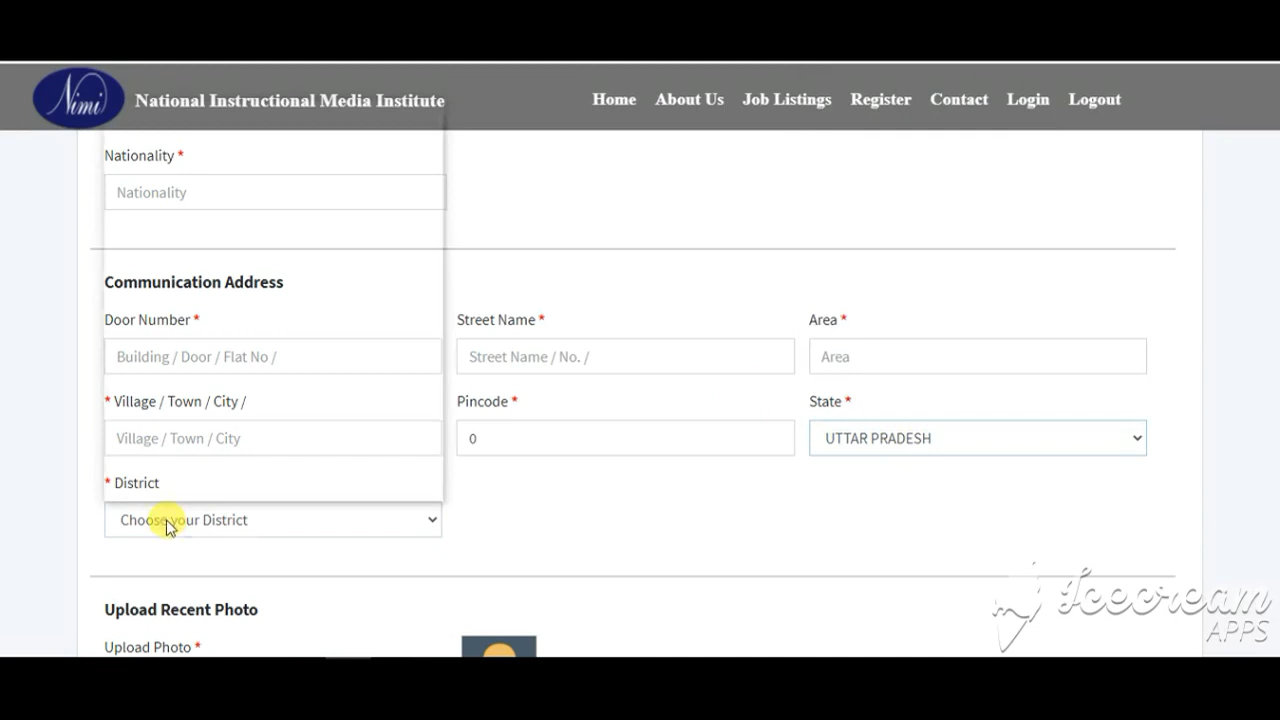 Nimi National Instructional Media Institute Home About Us Job Listings Register Contact Login Logout
Nationality *
Nationality
Communication Address
Door Number * Street Name * Area *
Building / Door / Flat No / Street Name / No. / Area
* Village / Town / City / Pincode * State *
Village / Town / City 0 UTTAR PRADESH
* District
Choose your District
Upload Recent Photo
Upload Photo *
Icecream
APPS